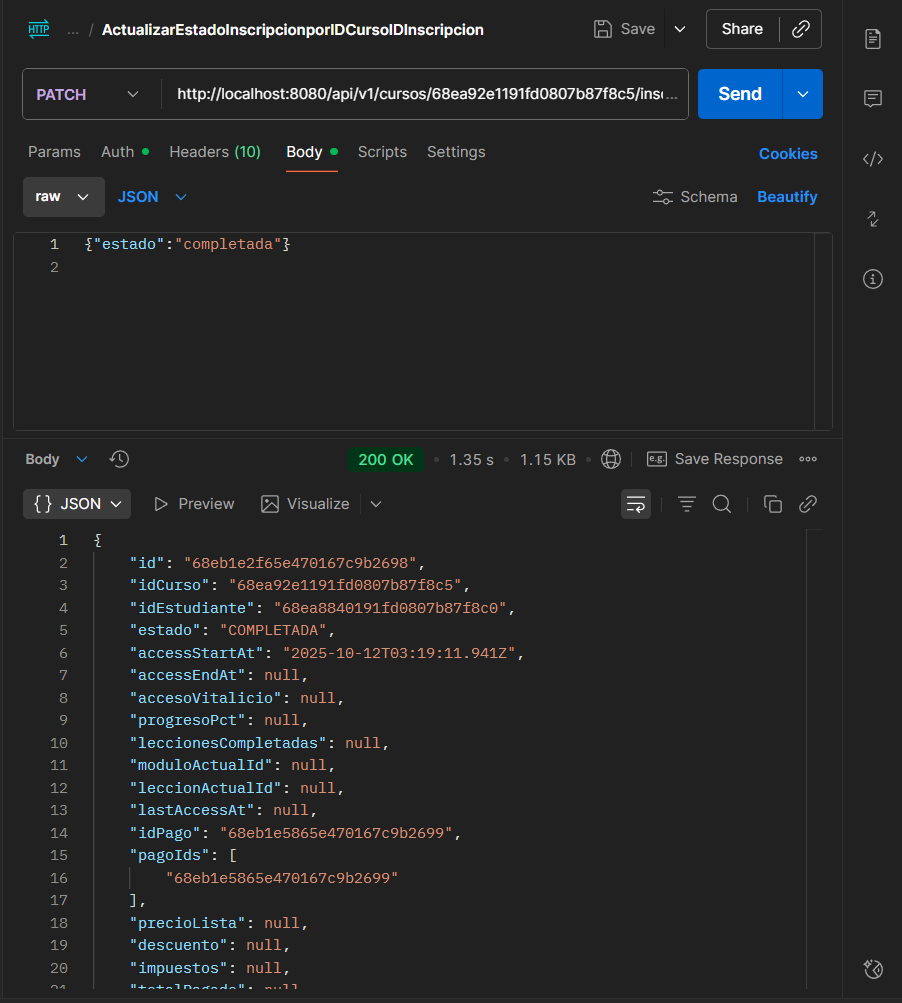 HTTP ... / ActualizarEstadoInscripcionporIDCursoIDInscripcion Save Share
PATCH http://localhost:8080/api/v1/cursos/68ea92e1191fd0807b87f8c5/insc... Send
Params Auth Headers (10) Body Scripts Settings Cookies
raw JSON Schema Beautify
1 {"estado":"completada"}
2
Body 200 OK 1.35 s 1.15 KB e.g. Save Response
{} JSON Preview Visualize
1 {
2 "id": "68eb1e2f65e470167c9b2698",
3 "idCurso": "68ea92e1191fd0807b87f8c5",
4 "idEstudiante": "68ea8840191fd0807b87f8c0",
5 "estado": "COMPLETADA",
6 "accessStartAt": "2025-10-12T03:19:11.941Z",
7 "accessEndAt": null,
8 "accesoVitalicio": null,
9 "progresoPct": null,
10 "leccionesCompletadas": null,
11 "moduloActualId": null,
12 "leccionActualId": null,
13 "lastAccessAt": null,
14 "idPago": "68eb1e5865e470167c9b2699",
15 "pagoIds": [
16 "68eb1e5865e470167c9b2699"
17 ],
18 "precioLista": null,
19 "descuento": null,
20 "impuestos": null,
21 "totalPagado": null